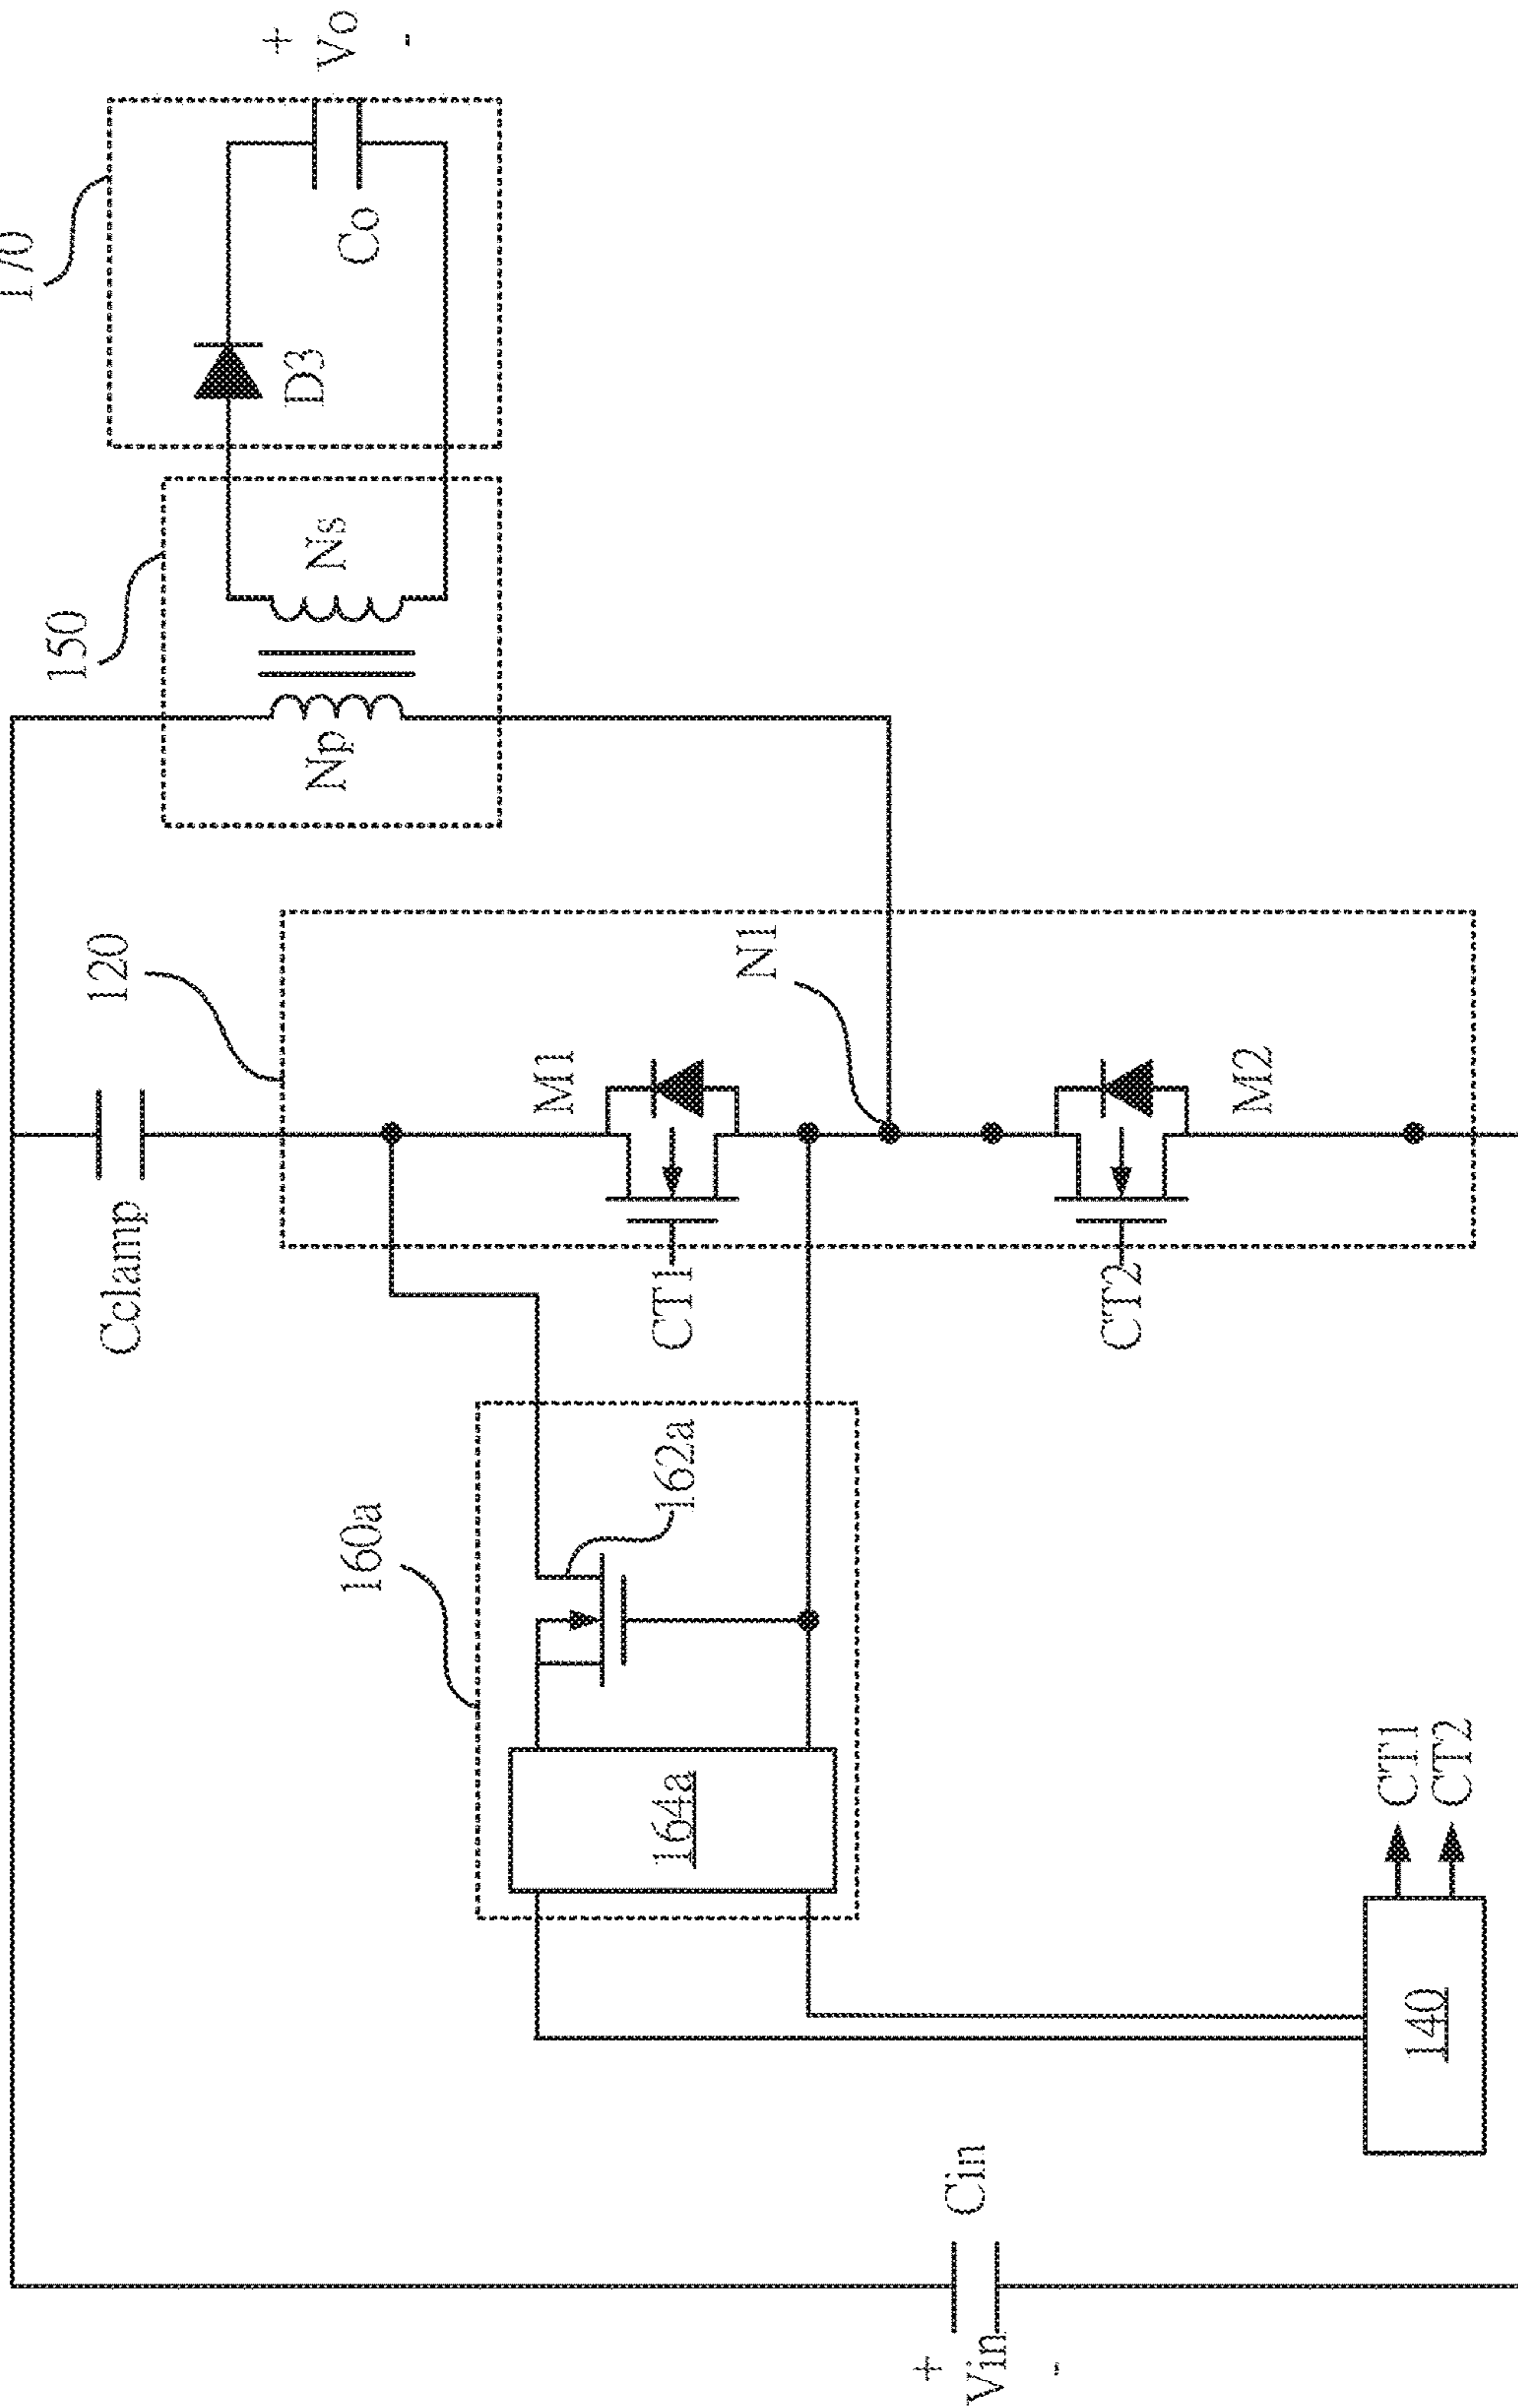 170
+
Vo
-
Co
D3
150
Ns
Np
120
N1
M1
M2
Cclamp
CT1
CT2
160a
162a
164a
CT1
CT2
140
Cin
+
Vin
-